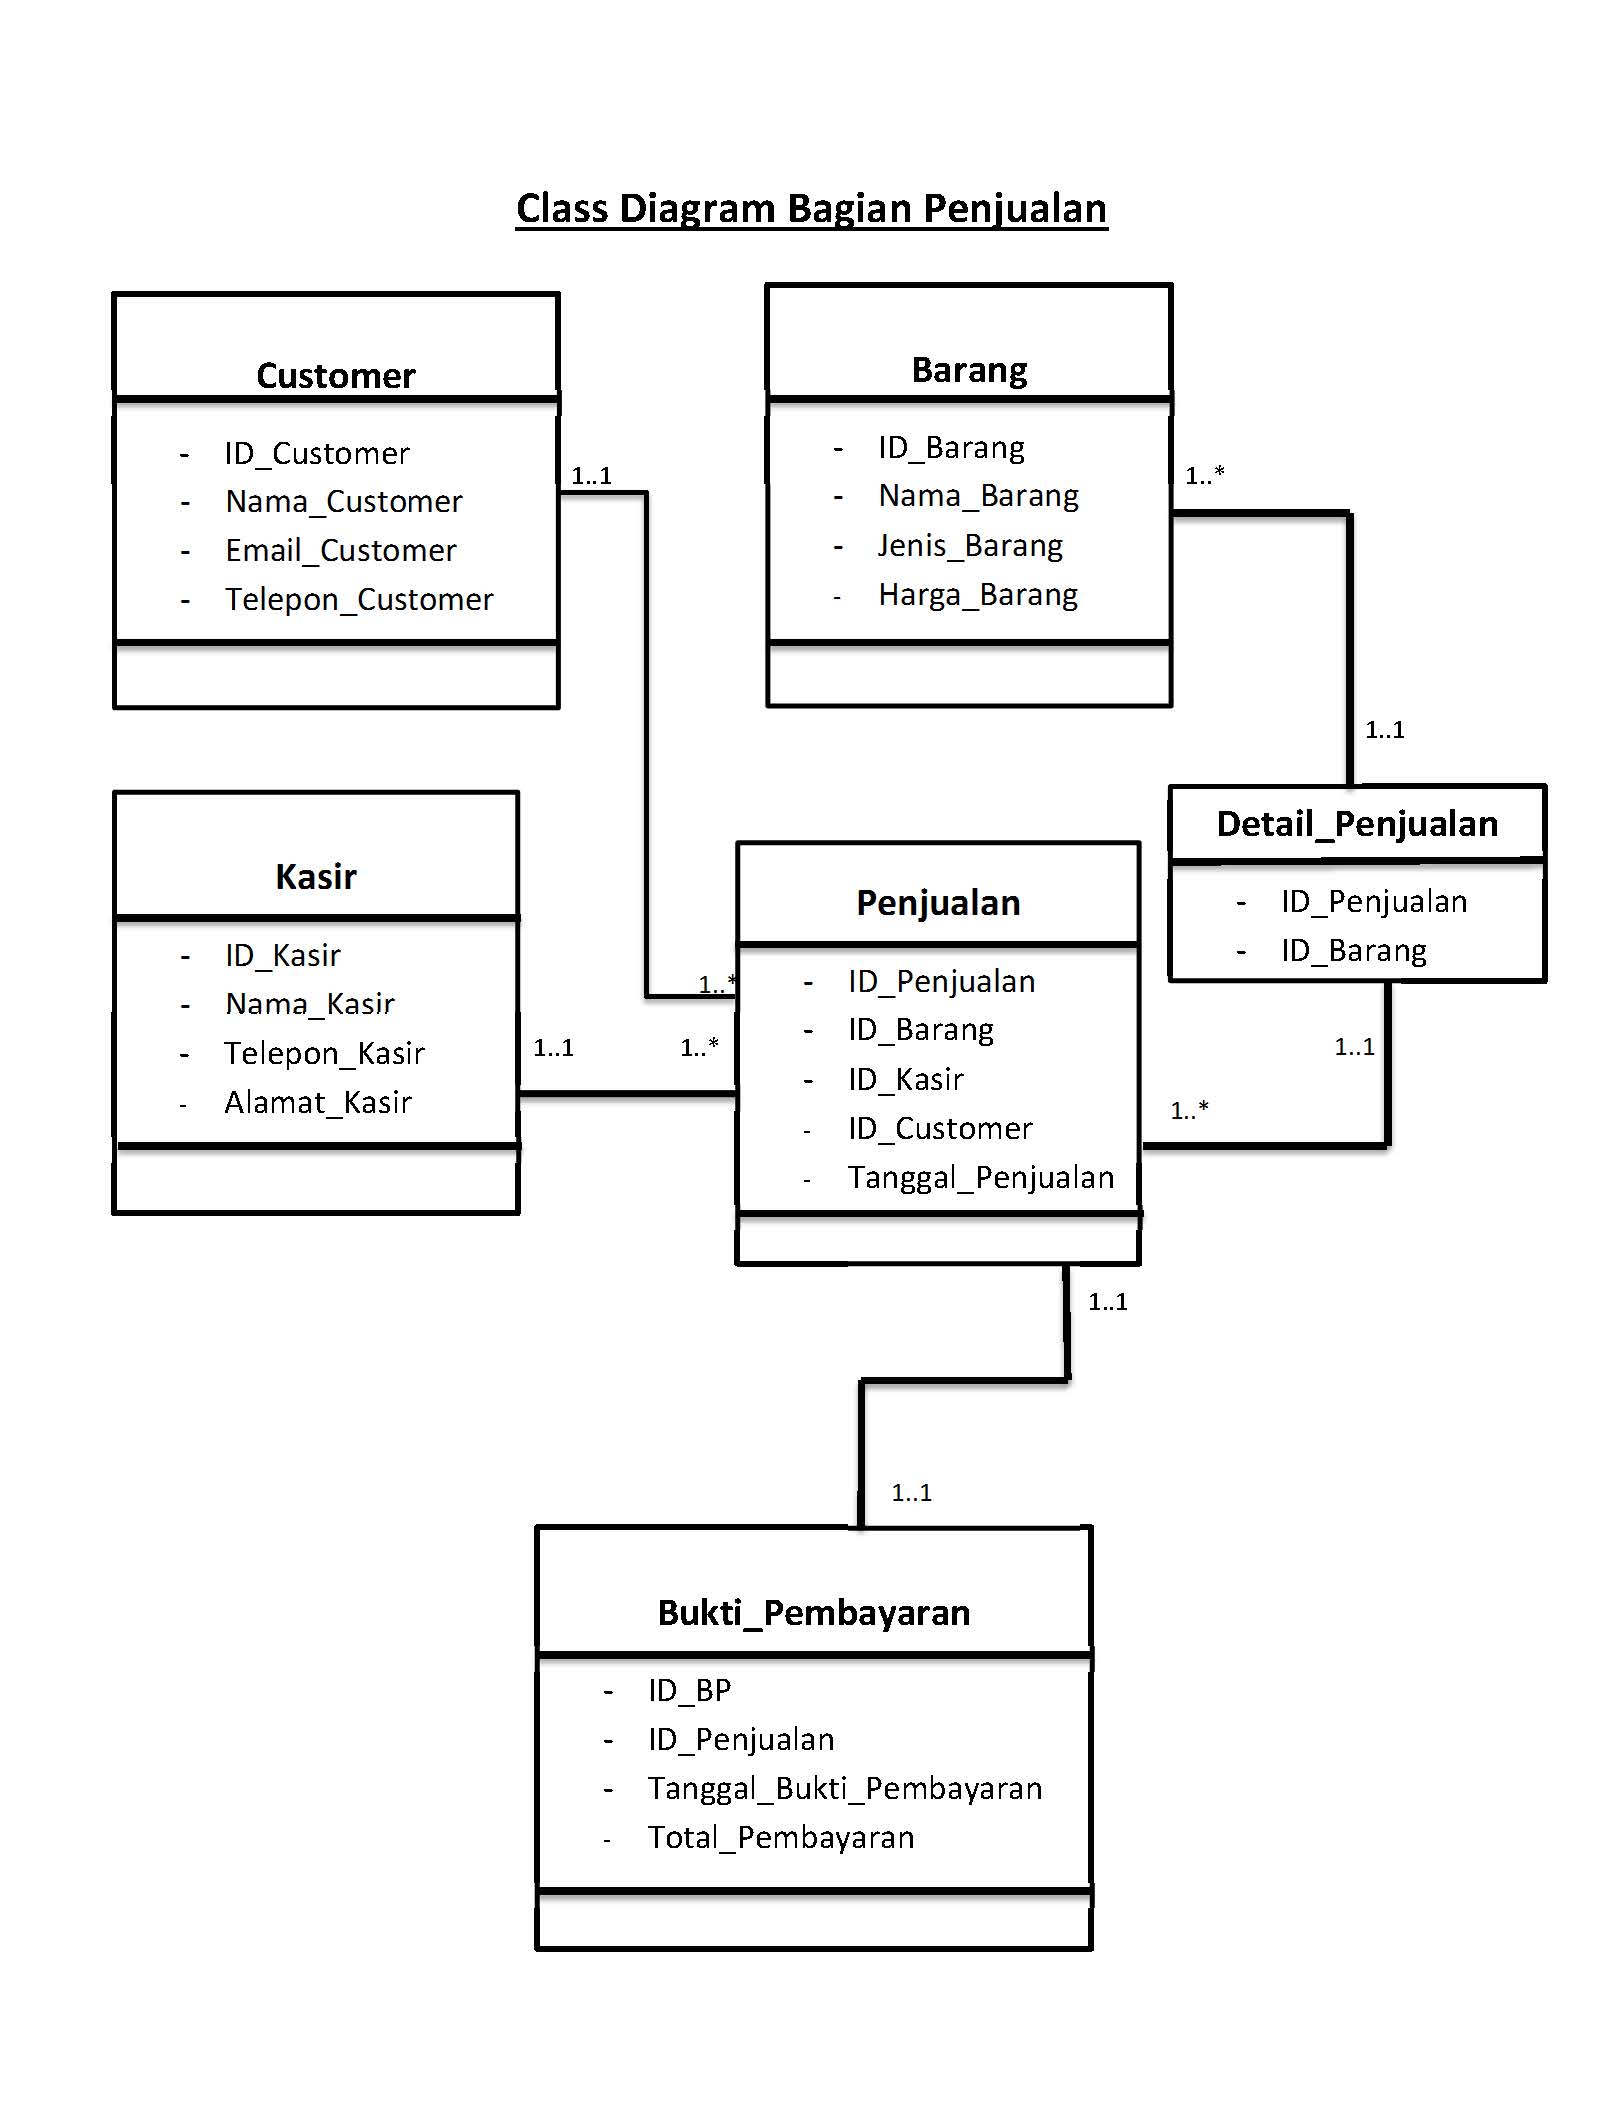 Class Diagram Bagian Penjualan
Customer
- ID_Customer
- Nama_Customer
- Email_Customer
- Telepon_Customer
1..1
Barang
- ID_Barang
- Nama_Barang
- Jenis_Barang
- Harga_Barang
1..*
1..1
Kasir
- ID_Kasir
- Nama_Kasir
- Telepon_Kasir
- Alamat_Kasir
1..1
1..*
1..*
Penjualan
- ID_Penjualan
- ID_Barang
- ID_Kasir
- ID_Customer
- Tanggal_Penjualan
Detail_Penjualan
- ID_Penjualan
- ID_Barang
1..1
1..*
1..1
1..1
Bukti_Pembayaran
- ID_BP
- ID_Penjualan
- Tanggal_Bukti_Pembayaran
- Total_Pembayaran